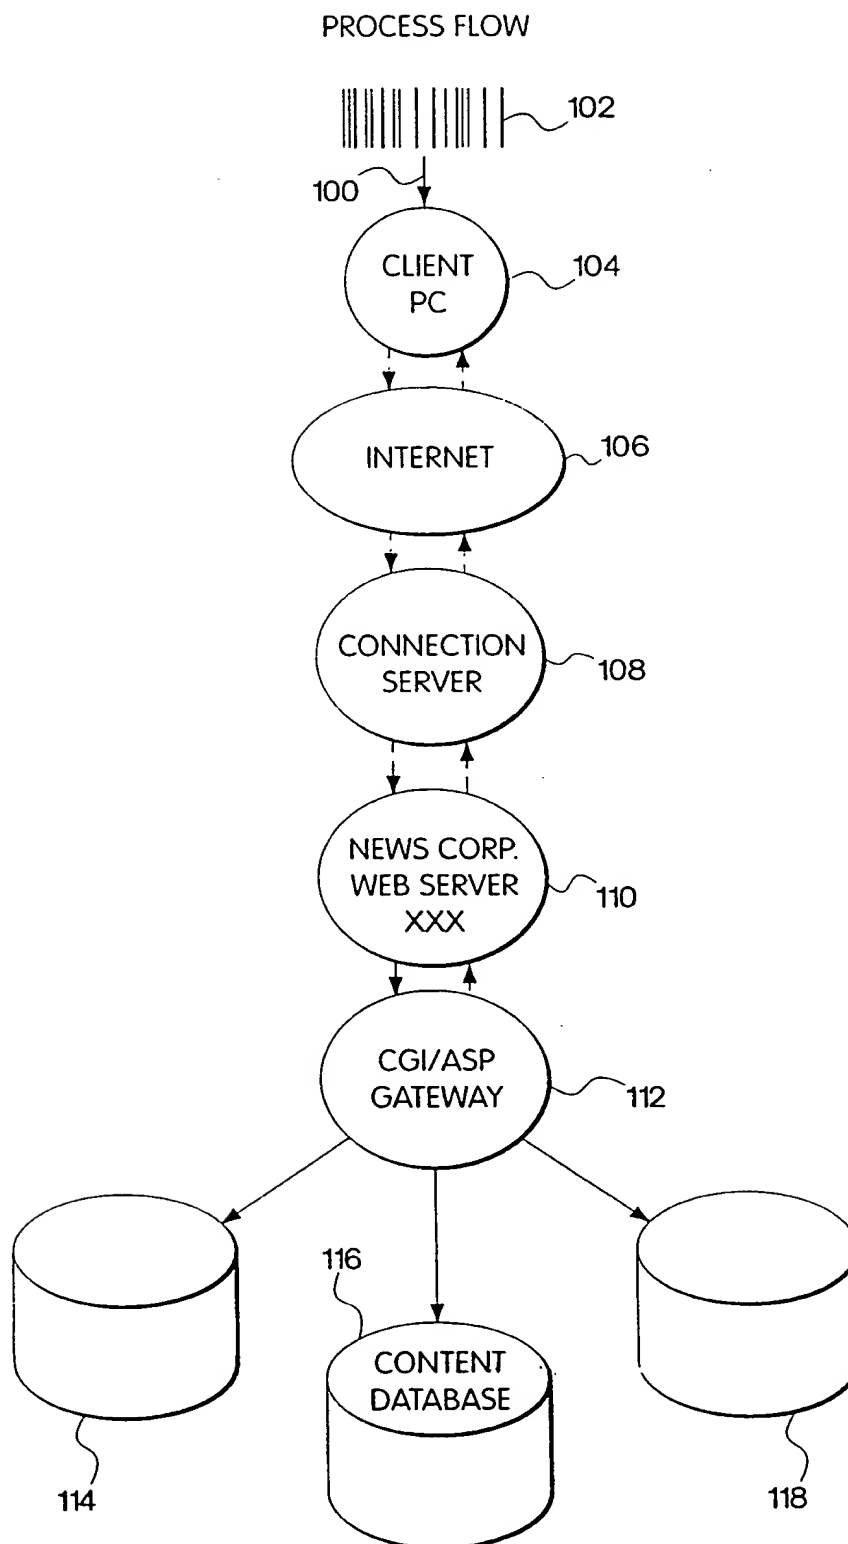 PROCESS FLOW
102
100
CLIENT
PC
104
INTERNET
106
CONNECTION
SERVER
108
NEWS CORP.
WEB SERVER
XXX
110
CGI/ASP
GATEWAY
112
116
CONTENT
DATABASE
114
118